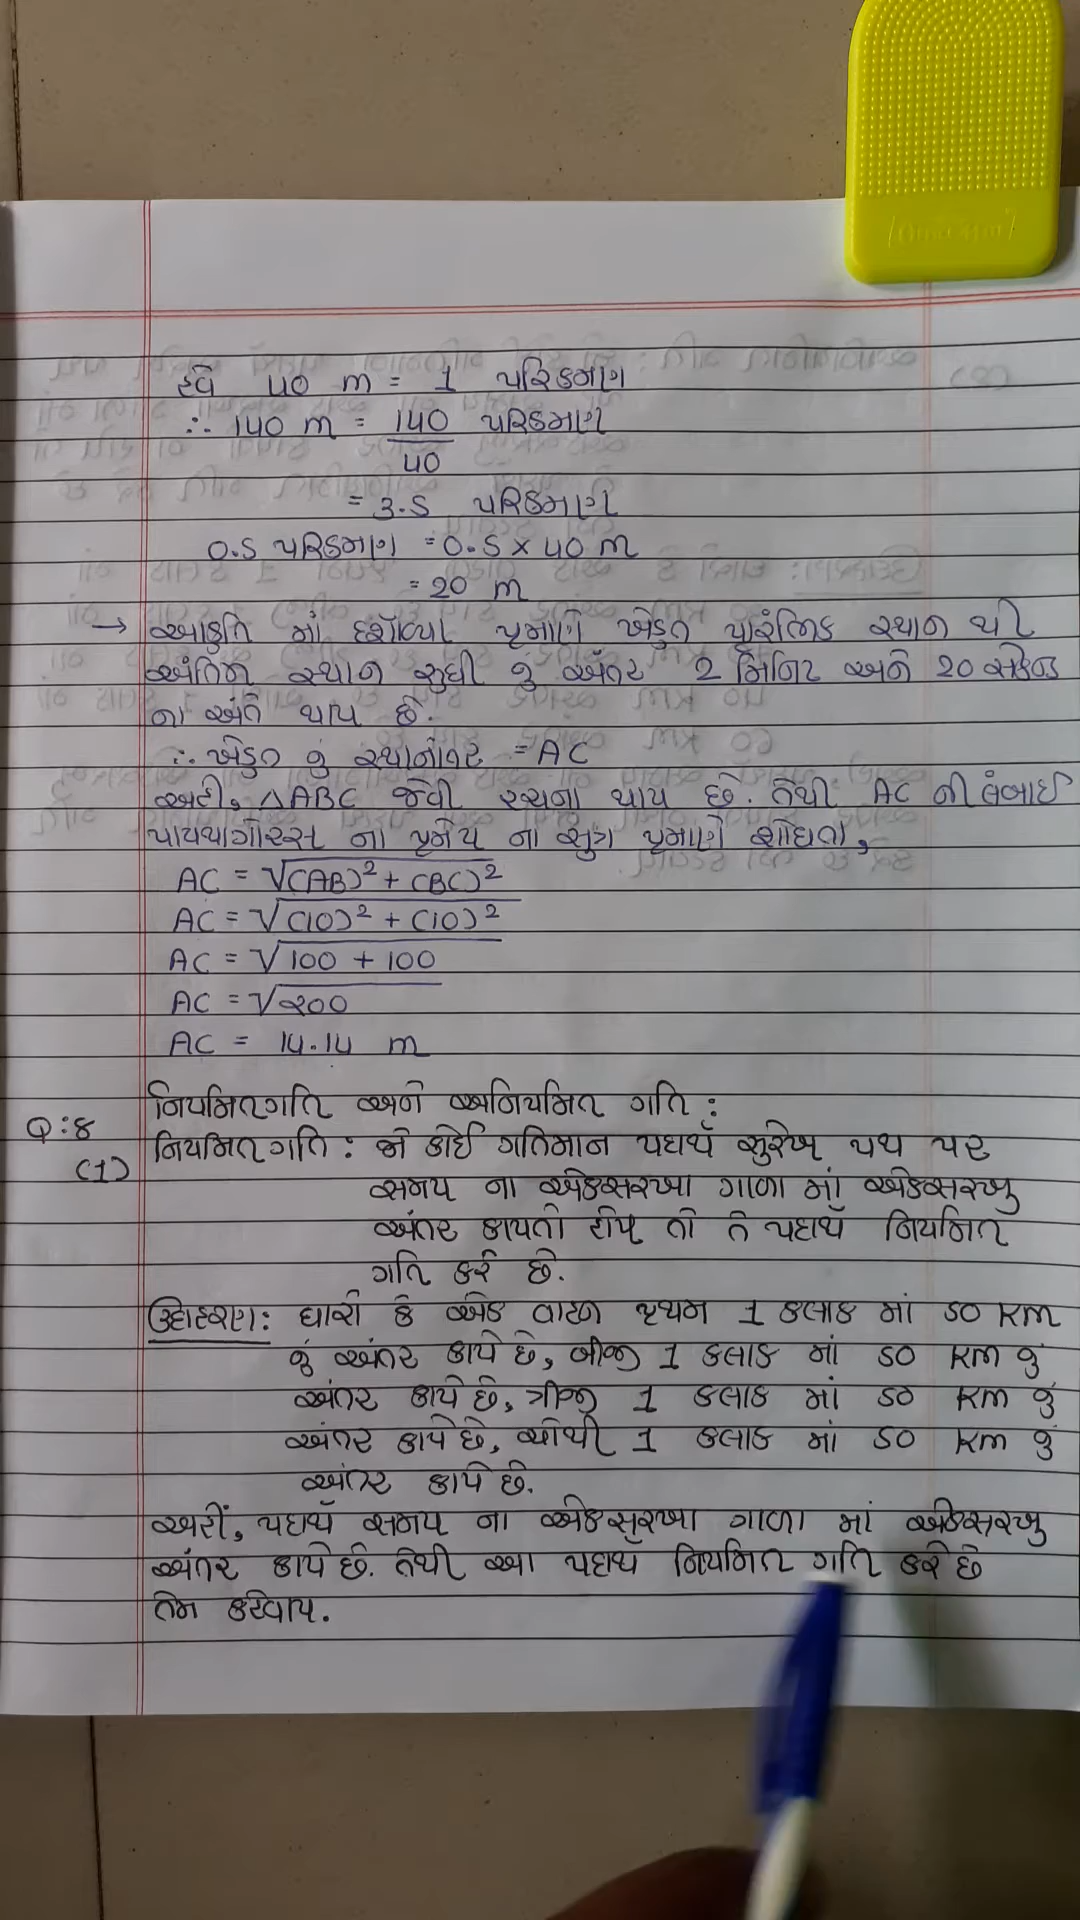 હવે 40 m = 1 પરિક્રમણ
∴ 140 m = 140 પરિક્રમણ
40
= 3.5 પરિક્રમણ
0.5 પરિક્રમણ = 0.5 × 40 m
= 20 m
→ આકૃતિ માં દર્શાવ્યા પ્રમાણે ખેડુત પ્રારંભિક સ્થાન થી
અંતિમ સ્થાન સુધી નું અંતર 2 મિનિટ અને 20 સેકન્ડ
ના અંતે થાય છે.
∴ ખેડુત નું સ્થાનાંતર = AC
અહી, △ABC જેવી રચના થાય છે. તેથી AC ની લંબાઈ
પાયથાગોરસ ના પ્રમેય ના સુત્ર પ્રમાણે શોધતા,
AC = √(AB)² + (BC)²
AC = √(10)² + (10)²
AC = √100 + 100
AC = √200
AC = 14.14 m
Q:8 નિયમિતગતિ અને અનિયમિત ગતિ :
(1) નિયમિતગતિ : જો કોઈ ગતિમાન પદાર્થ સુરેખ પથ પર
સમય ના એકસરખા ગાળા માં એકસરખુ
અંતર કાપતો હોય તો તે પદાર્થ નિયમિત
ગતિ કરે છે.
ઉદાહરણ: ધારો કે એક વાહન પ્રથમ 1 કલાક માં 50 km
નું અંતર કાપે છે, બીજી 1 કલાક માં 50 km નું
અંતર કાપે છે, ત્રીજી 1 કલાક માં 50 km નું
અંતર કાપે છે, ચોથી 1 કલાક માં 50 km નું
અંતર કાપે છે.
અહીં, પદાર્થ સમય ના એકસરખા ગાળા માં એકસરખુ
અંતર કાપે છે. તેથી આ પદાર્થ નિયમિત ગતિ કરે છે
તેમ કહેવાય.